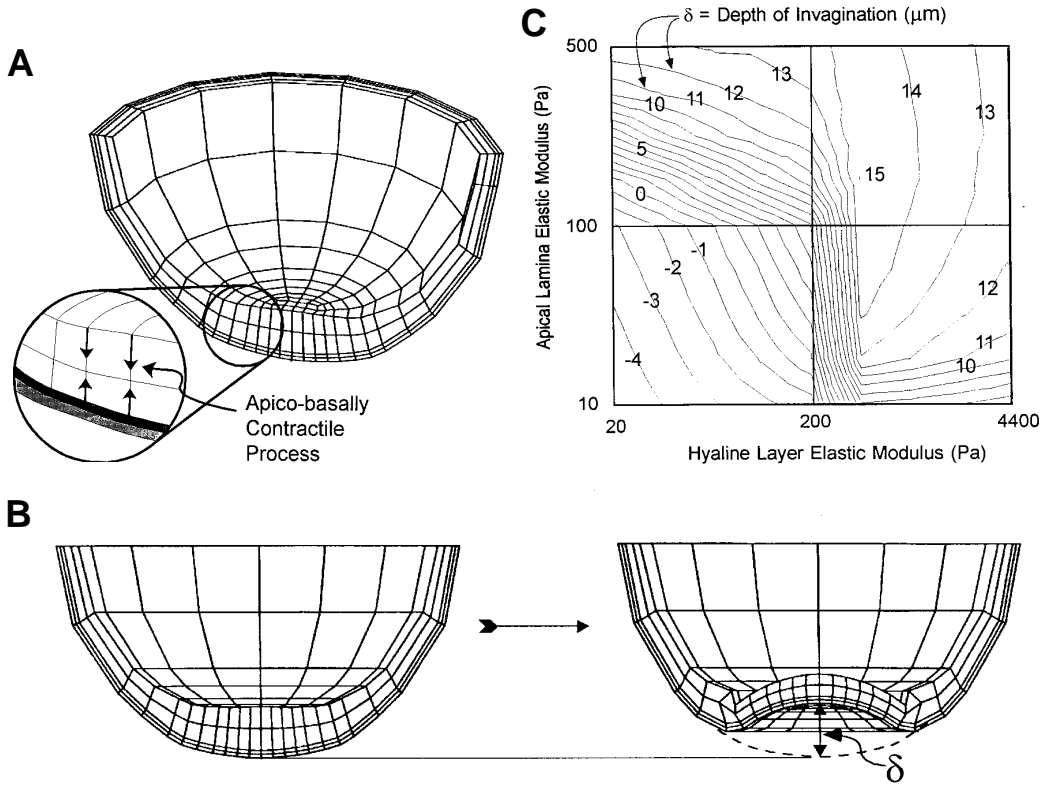 A
Apico-basally
Contractile
Process
C
δ = Depth of Invagination (μm)
500
100
10
Apical Lamina Elastic Modulus (Pa)
13
14
13
12
11
10
5
15
0
-1
-2
-3
-4
12
11
10
20
200
4400
Hyaline Layer Elastic Modulus (Pa)
B
δ